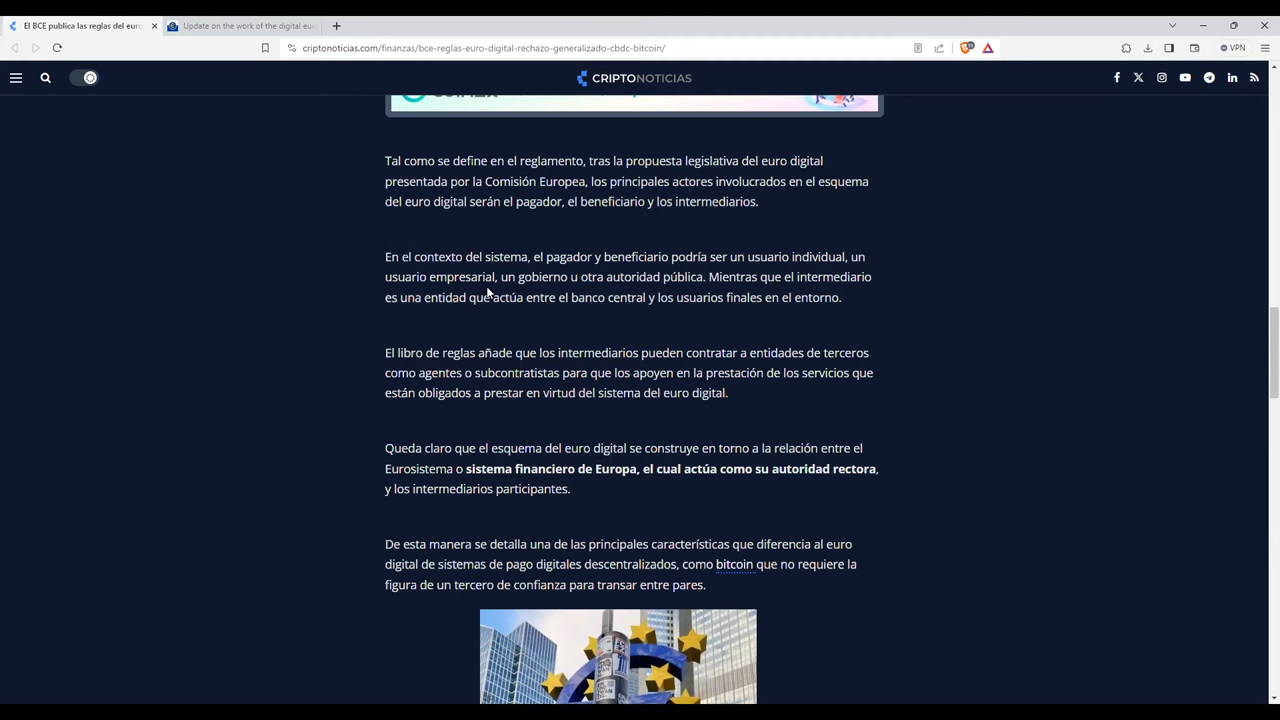 El BCE publica las reglas del eur
Update on the work of the digital eur
criptonoticias.com/finanzas/bce-reglas-euro-digital-rechazo-generalizado-cbdc-bitcoin/
11
VPN
CRIPTONOTICIAS
Tal como se define en el reglamento, tras la propuesta legislativa del euro digital
presentada por la Comisión Europea, los principales actores involucrados en el esquema
del euro digital serán el pagador, el beneficiario y los intermediarios.
En el contexto del sistema, el pagador y beneficiario podría ser un usuario individual, un
usuario empresarial, un gobierno u otra autoridad pública. Mientras que el intermediario
es una entidad que actúa entre el banco central y los usuarios finales en el entorno.
El libro de reglas añade que los intermediarios pueden contratar a entidades de terceros
como agentes o subcontratistas para que los apoyen en la prestación de los servicios que
están obligados a prestar en virtud del sistema del euro digital.
Queda claro que el esquema del euro digital se construye en torno a la relación entre el
Eurosistema o sistema financiero de Europa, el cual actúa como su autoridad rectora,
y los intermediarios participantes.
De esta manera se detalla una de las principales características que diferencia al euro
digital de sistemas de pago digitales descentralizados, como bitcoin que no requiere la
figura de un tercero de confianza para transar entre pares.